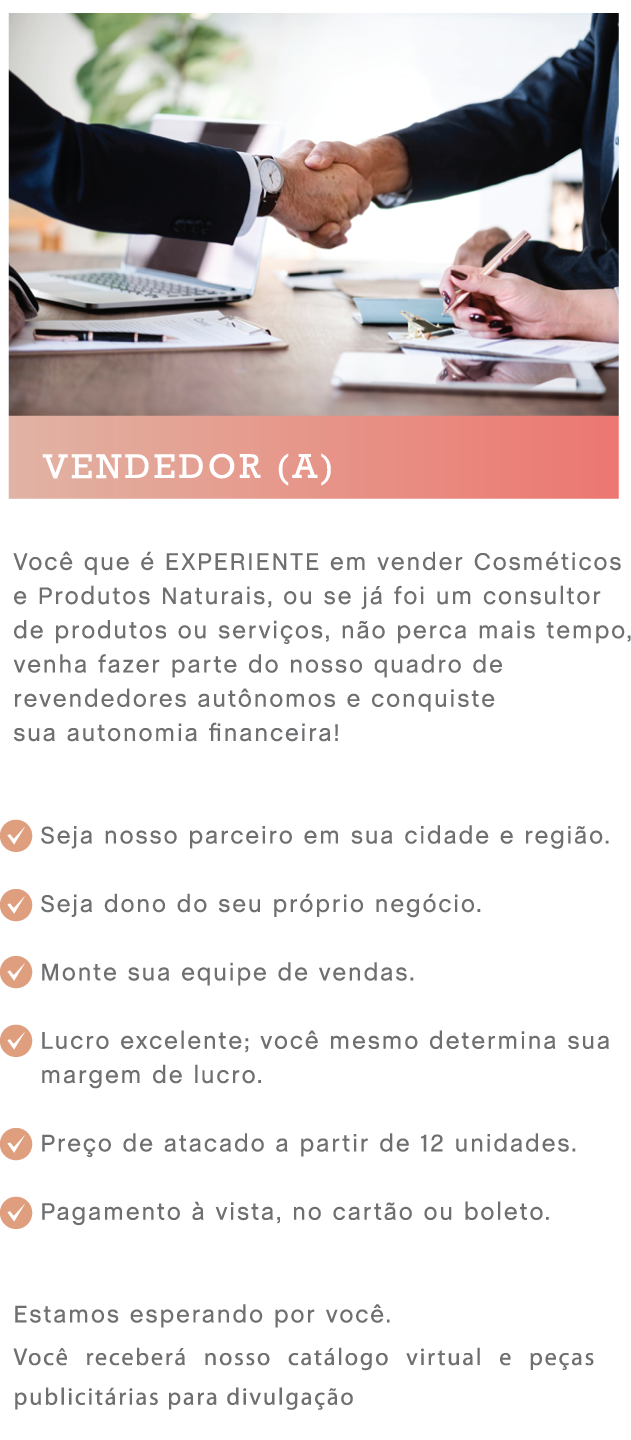 VENDEDOR (A)
Você que é EXPERIENTE em vender Cosméticos
e Produtos Naturais, ou se já foi um consultor
de produtos ou serviços, não perca mais tempo,
venha fazer parte do nosso quadro de
revendedores autônomos e conquiste
sua autonomia financeira!
Seja nosso parceiro em sua cidade e região.
Seja dono do seu próprio negócio.
Monte sua equipe de vendas.
Lucro excelente; você mesmo determina sua
margem de lucro.
Preço de atacado a partir de 12 unidades.
Pagamento à vista, no cartão ou boleto.
Estamos esperando por você.
Você receberá nosso catálogo virtual e peças
publicitárias para divulgação